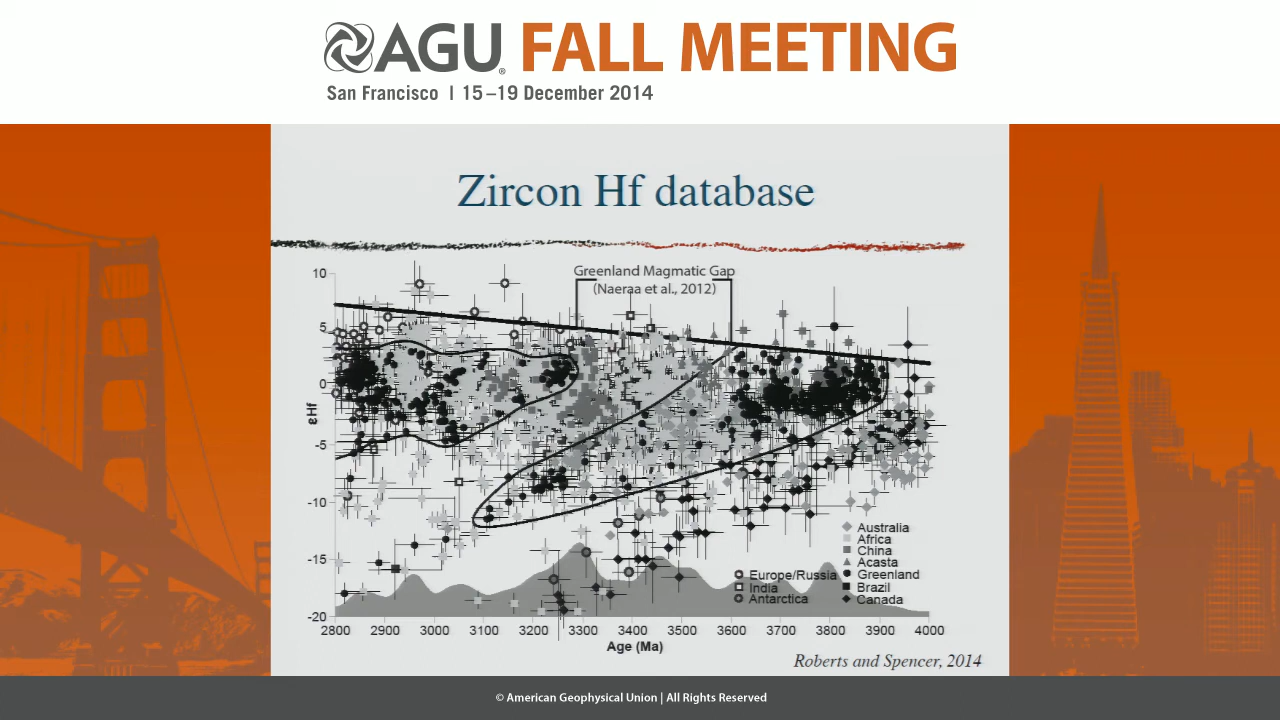 AGU® FALL MEETING
San Francisco | 15–19 December 2014
Zircon Hf database
Greenland Magmatic Gap
(Naeraa et al., 2012)
10
5
0
-5
-10
-15
-20
εHf
Australia
Africa
China
Acasta
Europe/Russia
Greenland
India
Brazil
Antarctica
Canada
2800 2900 3000 3100 3200 3300 3400 3500 3600 3700 3800 3900 4000
Age (Ma)
Roberts and Spencer, 2014
© American Geophysical Union | All Rights Reserved